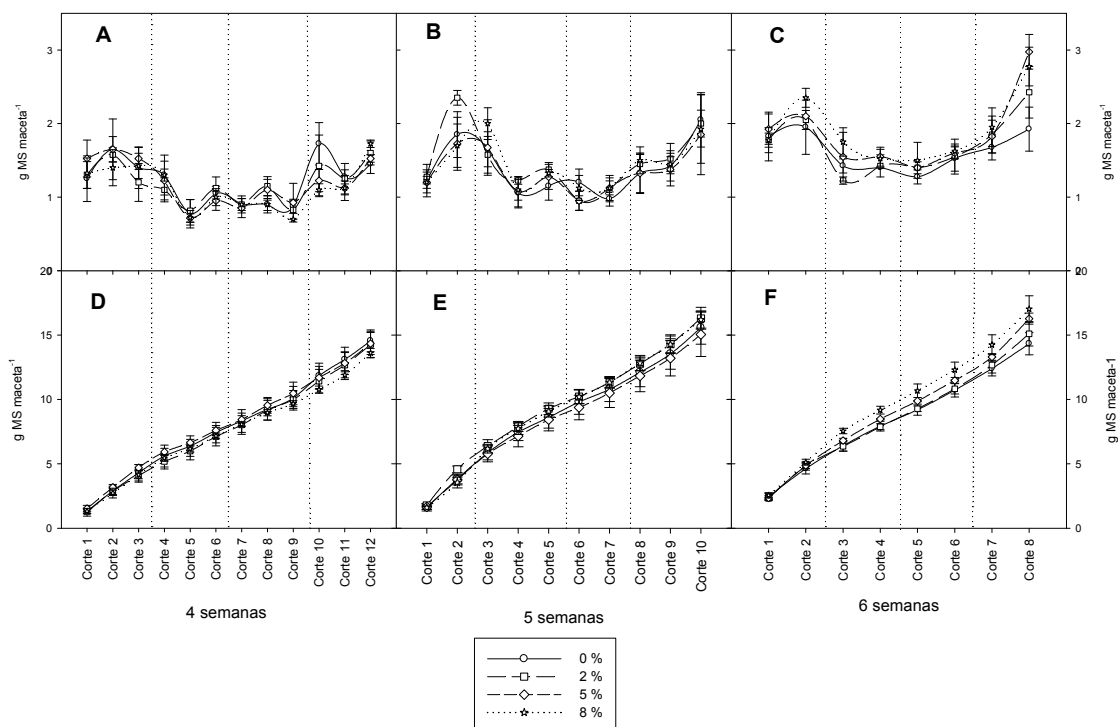 A
B
C
g MS maceta-1
3
2
1
3
2
1
g MS maceta-1
D
E
F
g MS maceta-1
20
15
10
5
0
15
10
5
0
g MS maceta-1
Corte 1
Corte 2
Corte 3
Corte 4
Corte 5
Corte 6
Corte 7
Corte 8
Corte 9
Corte 10
Corte 11
Corte 12
Corte 1
Corte 2
Corte 3
Corte 4
Corte 5
Corte 6
Corte 7
Corte 8
Corte 9
Corte 10
Corte 1
Corte 2
Corte 3
Corte 4
Corte 5
Corte 6
Corte 7
Corte 8
4 semanas
5 semanas
6 semanas
0 %
2 %
5 %
8 %